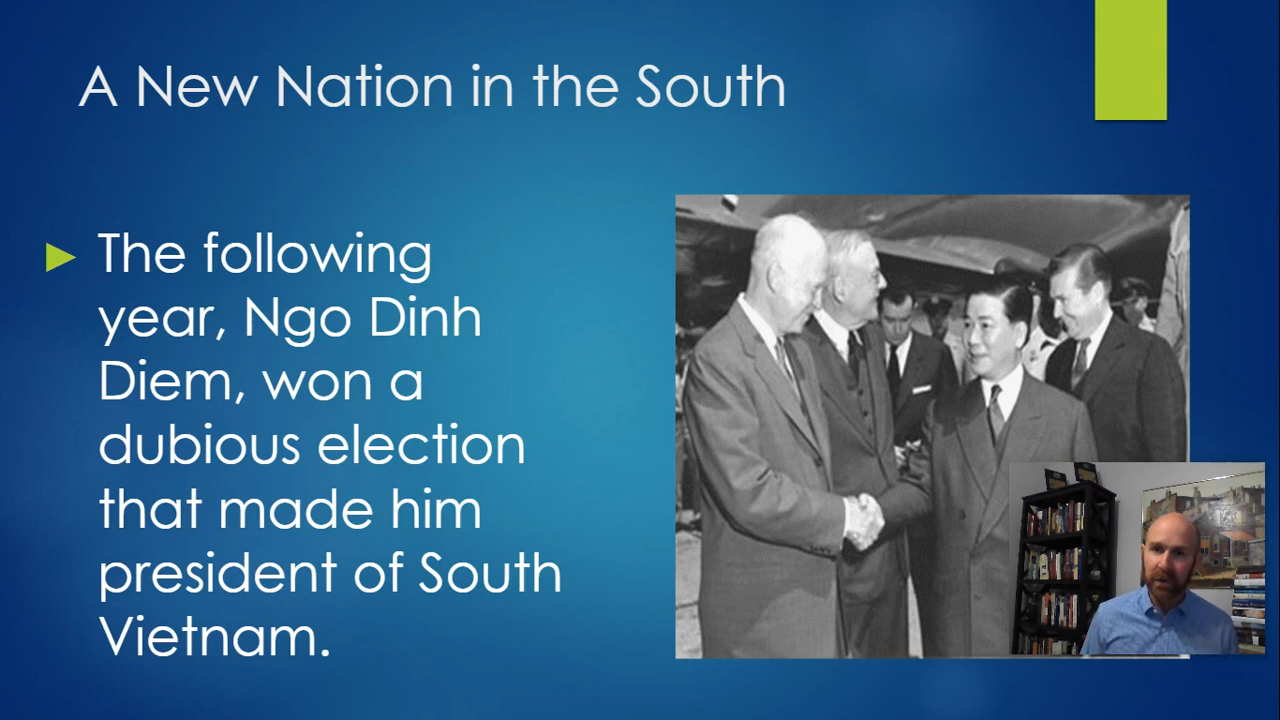 A New Nation in the South
The following
year, Ngo Dinh
Diem, won a
dubious election
that made him
president of South
Vietnam.